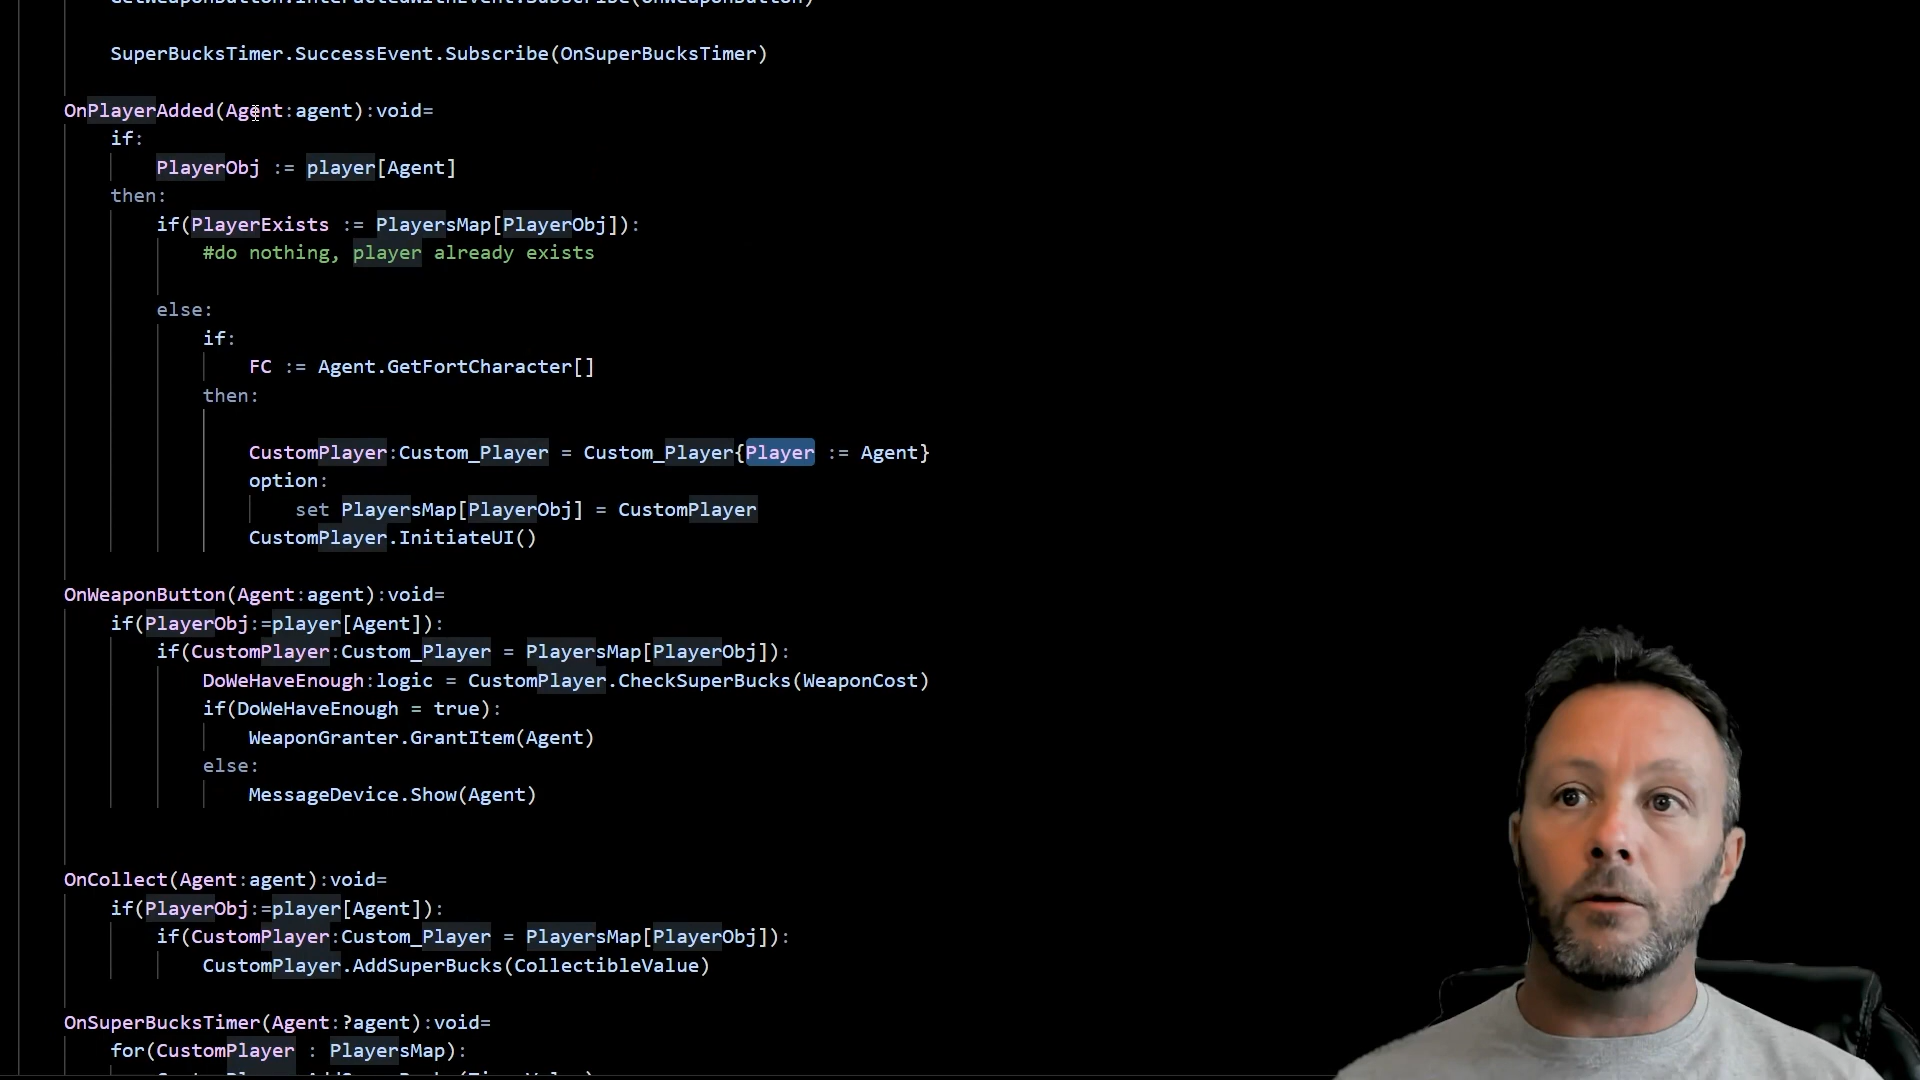 SuperBucksTimer.SuccessEvent.Subscribe(OnSuperBucksTimer)
OnPlayerAdded(Agent:agent):void=
if:
PlayerObj := player[Agent]
then:
if(PlayerExists := PlayersMap[PlayerObj]):
#do nothing, player already exists
else:
if:
FC := Agent.GetFortCharacter[]
then:
CustomPlayer:Custom_Player = Custom_Player{Player := Agent}
option:
set PlayersMap[PlayerObj] = CustomPlayer
CustomPlayer.InitiateUI()
OnWeaponButton(Agent:agent):void=
if(PlayerObj:=player[Agent]):
if(CustomPlayer:Custom_Player = PlayersMap[PlayerObj]):
DoWeHaveEnough:logic = CustomPlayer.CheckSuperBucks(WeaponCost)
if(DoWeHaveEnough = true):
WeaponGranter.GrantItem(Agent)
else:
MessageDevice.Show(Agent)
OnCollect(Agent:agent):void=
if(PlayerObj:=player[Agent]):
if(CustomPlayer:Custom_Player = PlayersMap[PlayerObj]):
CustomPlayer.AddSuperBucks(CollectibleValue)
OnSuperBucksTimer(Agent:?agent):void=
for(CustomPlayer : PlayersMap):